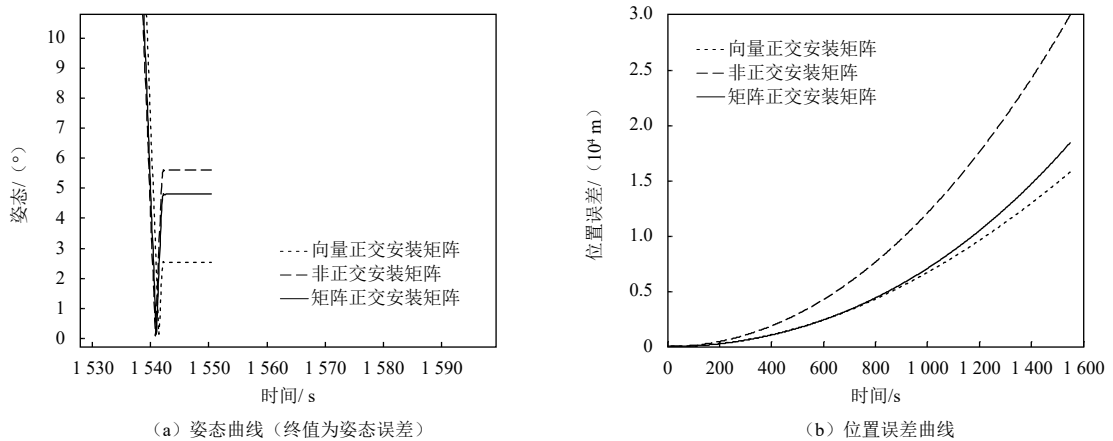 10
9
8
7
6
5
4
3
2
1
0
姿态/（°）
向量正交安装矩阵
非正交安装矩阵
矩阵正交安装矩阵
1 530 1 540 1 550 1 560 1 570 1 580 1 590
时间/ s
（a）姿态曲线（终值为姿态误差）
3.0
2.5
2.0
1.5
1.0
0.5
0
位置误差/（10⁴ m）
向量正交安装矩阵
非正交安装矩阵
矩阵正交安装矩阵
0 200 400 600 800 1 000 1 200 1 400 1 600
时间/s
（b）位置误差曲线